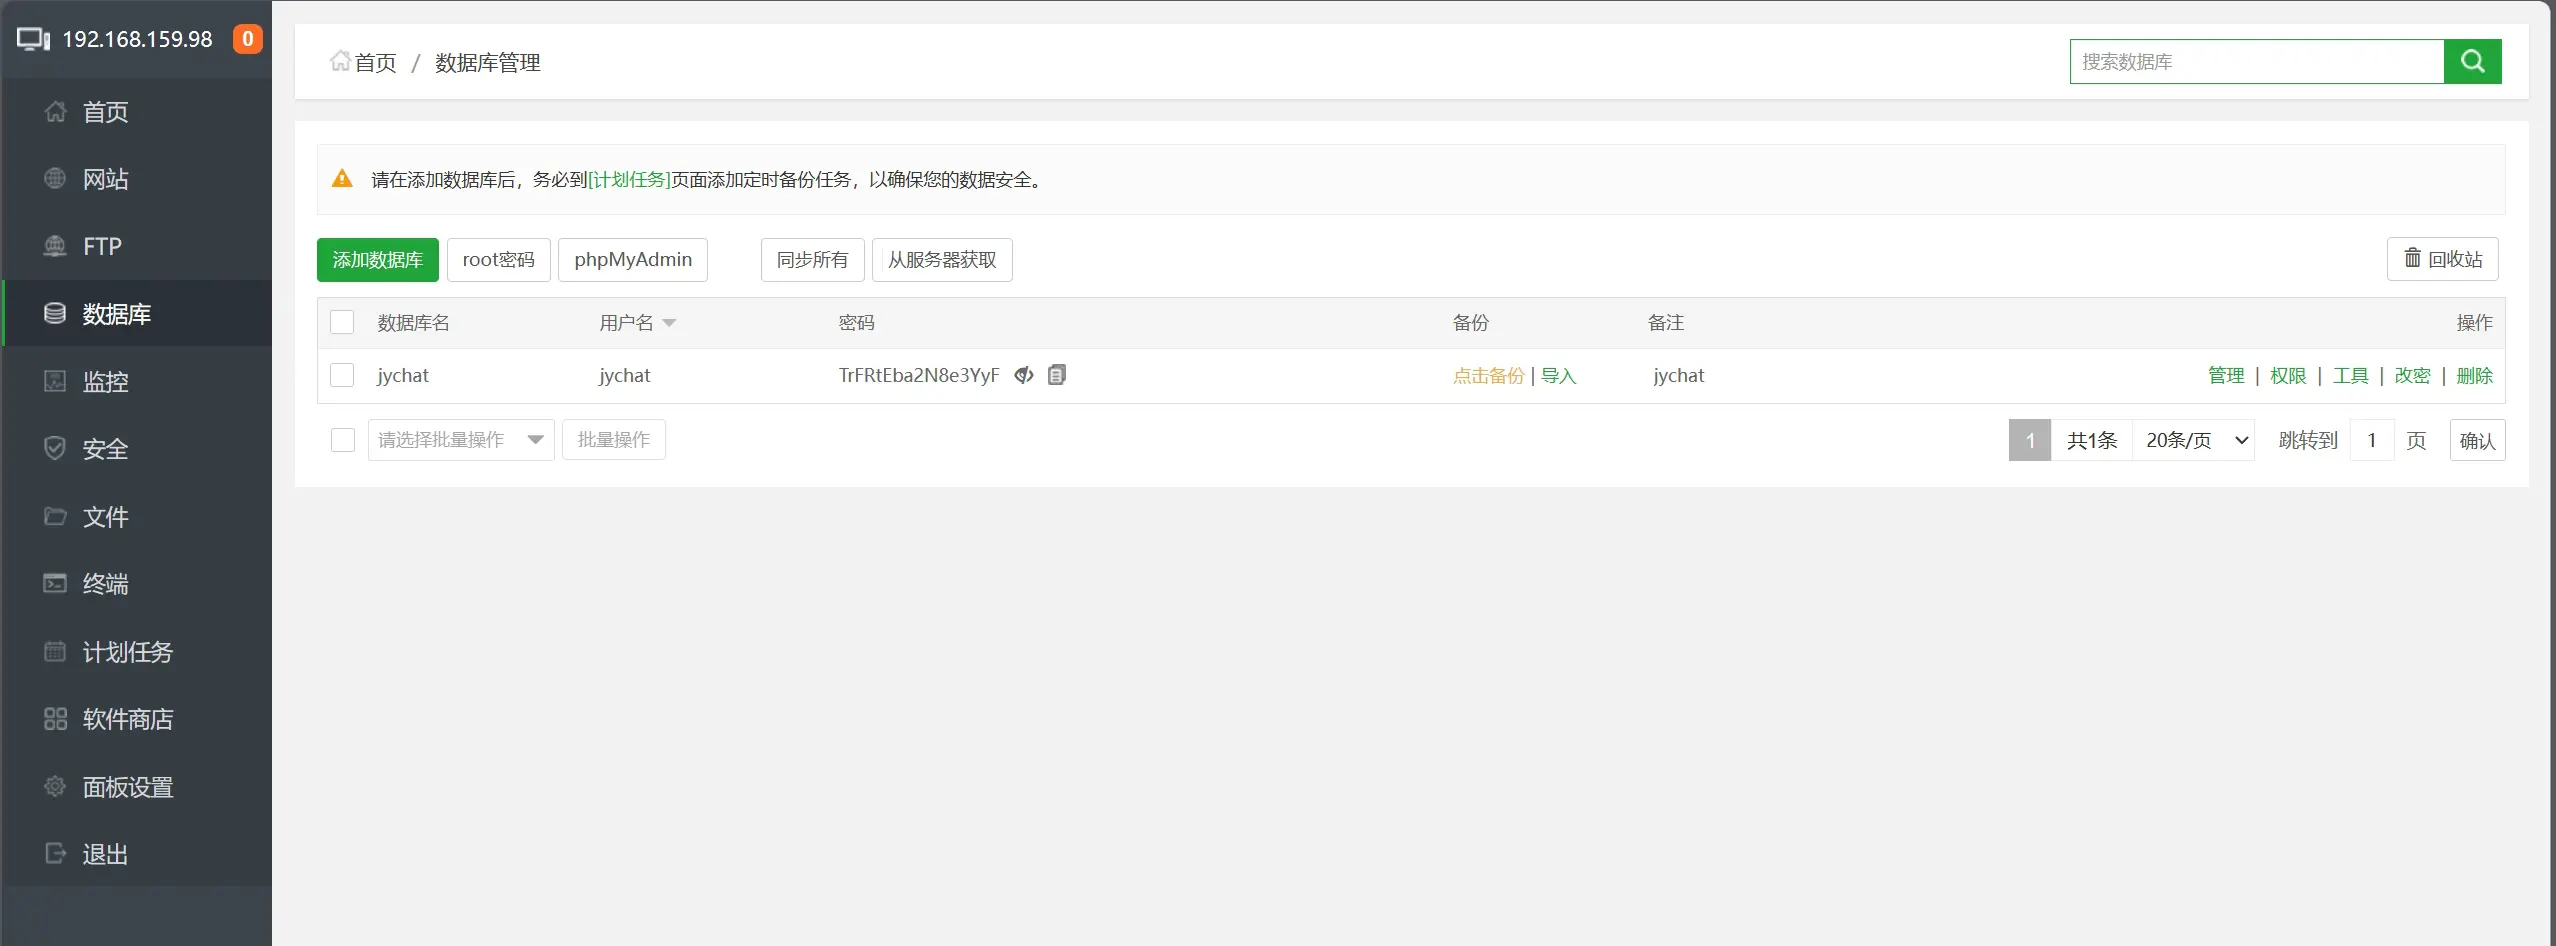 192.168.159.98 0
首页
网站
FTP
数据库
监控
安全
文件
终端
计划任务
软件商店
面板设置
退出
首页 / 数据库管理
搜索数据库
请在添加数据库后，务必到[计划任务]页面添加定时备份任务，以确保您的数据安全。
添加数据库 root密码 phpMyAdmin 同步所有 从服务器获取 回收站
数据库名 用户名 密码 备份 备注 操作
jychat jychat TrFRtEba2N8e3YyF 点击备份 | 导入 jychat 管理 | 权限 | 工具 | 改密 | 删除
请选择批量操作 批量操作 1 共1条 20条/页 跳转到 1 页 确认